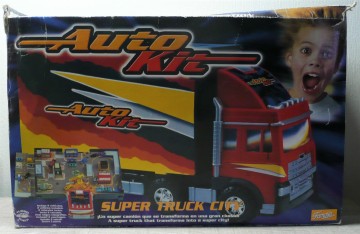 Auto
Kit
Auto
Kit
SUPER TRUCK CITY
¡Un super camión que se transforma en una gran ciudad!
A super truck that transforms into a super city!